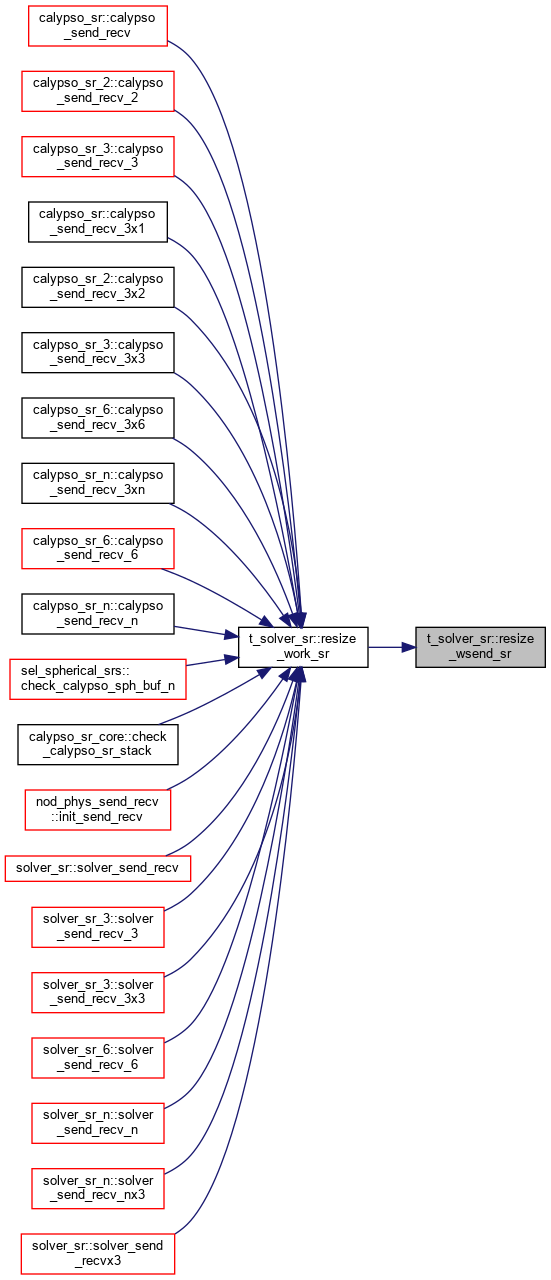 calypso_sr::calypso
_send_recv
calypso_sr_2::calypso
_send_recv_2
calypso_sr_3::calypso
_send_recv_3
calypso_sr::calypso
_send_recv_3x1
calypso_sr_2::calypso
_send_recv_3x2
calypso_sr_3::calypso
_send_recv_3x3
calypso_sr_6::calypso
_send_recv_3x6
calypso_sr_n::calypso
_send_recv_3xn
calypso_sr_6::calypso
_send_recv_6
calypso_sr_n::calypso
_send_recv_n
t_solver_sr::resize
_work_sr
t_solver_sr::resize
_wsend_sr
sel_spherical_srs::
check_calypso_sph_buf_n
calypso_sr_core::check
_calypso_sr_stack
nod_phys_send_recv
::init_send_recv
solver_sr::solver_send_recv
solver_sr_3::solver
_send_recv_3
solver_sr_3::solver
_send_recv_3x3
solver_sr_6::solver
_send_recv_6
solver_sr_n::solver
_send_recv_n
solver_sr_n::solver
_send_recv_nx3
solver_sr::solver_send
_recvx3